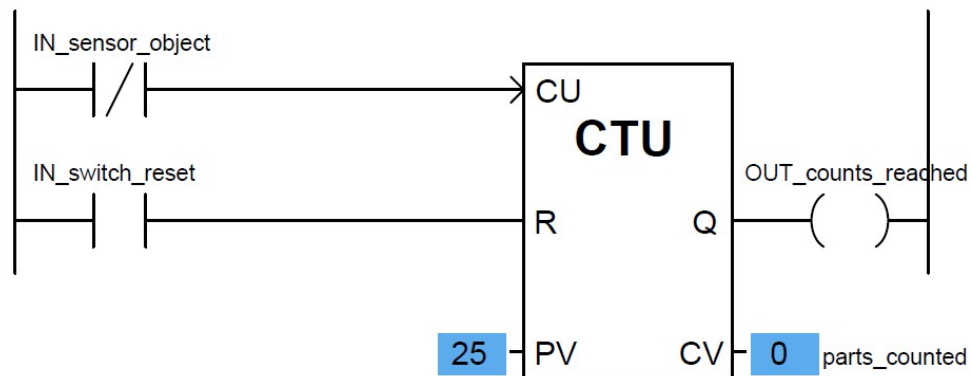 IN_sensor_object
CU
CTU
IN_switch_reset
OUT_counts_reached
R
Q
25
PV
CV
0
parts_counted